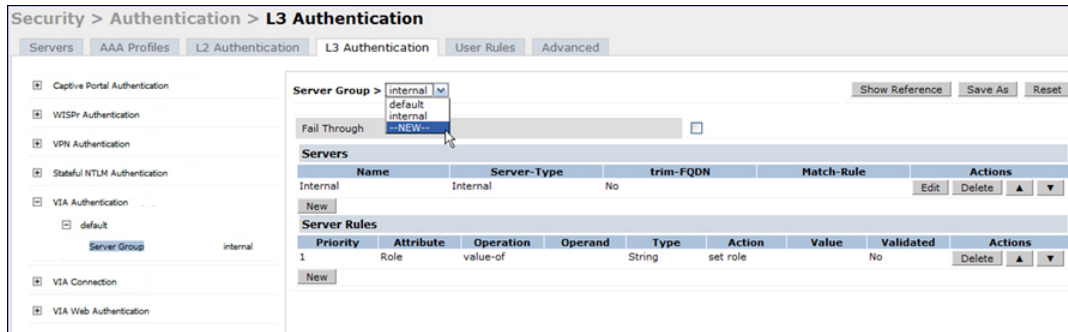 Security > Authentication > L3 Authentication
Servers AAA Profiles L2 Authentication L3 Authentication User Rules Advanced
Captive Portal Authentication
WISPr Authentication
VPN Authentication
Stateful NTLM Authentication
VIA Authentication
default
Server Group internal
VIA Connection
VIA Web Authentication
Server Group > internal Show Reference Save As Reset
default
internal
--NEW--
Fail Through
Servers
Name Server-Type trim-FQDN Match-Rule Actions
Internal Internal No Edit Delete ▲ ▼
New
Server Rules
Priority Attribute Operation Operand Type Action Value Validated Actions
1 Role value-of String set role No Delete ▲ ▼
New